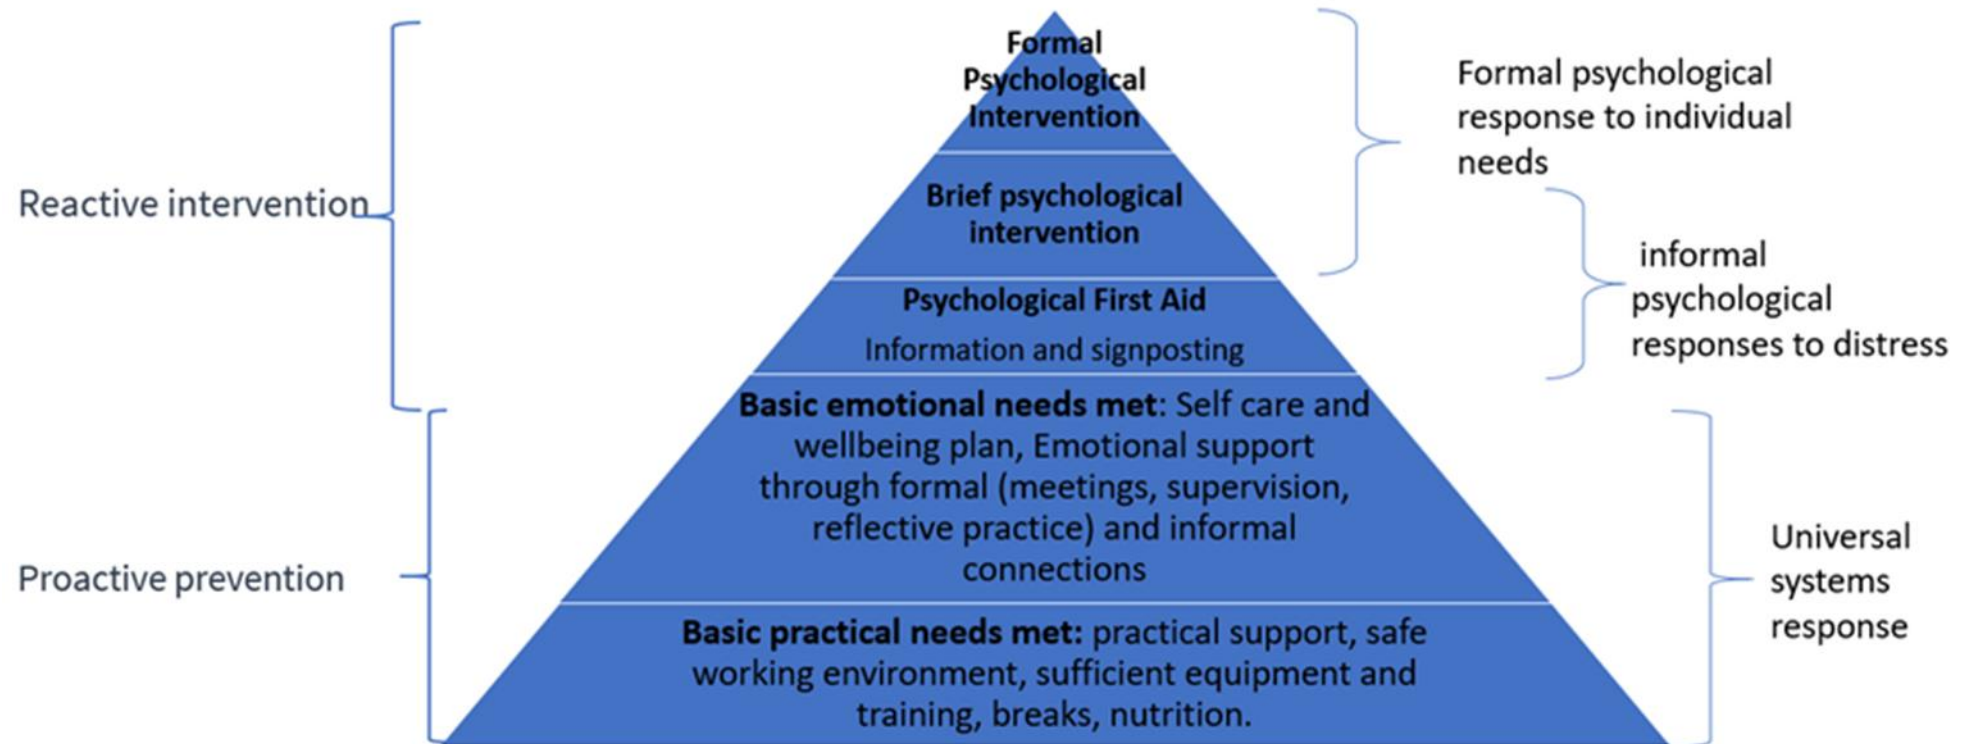 Formal
Psychological
Intervention
Brief psychological
intervention
Psychological First Aid
Information and signposting
Basic emotional needs met: Self care and
wellbeing plan, Emotional support
through formal (meetings, supervision,
reflective practice) and informal
connections
Basic practical needs met: practical support, safe
working environment, sufficient equipment and
training, breaks, nutrition.
Reactive intervention
Proactive prevention
Formal psychological
response to individual
needs
informal
psychological
responses to distress
Universal
systems
response